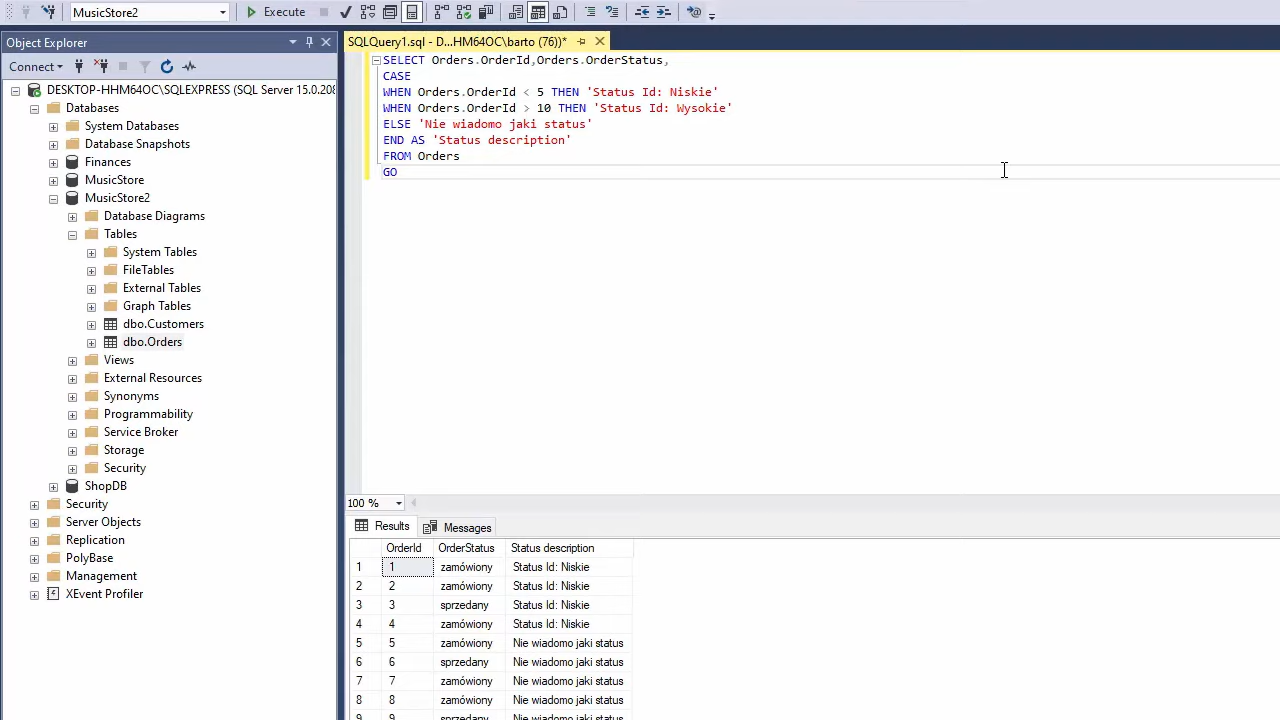 MusicStore2 Execute
Object Explorer
SQLQuery1.sql - D...HM64OC\barto (76))*
Connect
DESKTOP-HHM64OC\SQLEXPRESS (SQL Server 15.0.208
Databases
System Databases
Database Snapshots
Finances
MusicStore
MusicStore2
Database Diagrams
Tables
System Tables
FileTables
External Tables
Graph Tables
dbo.Customers
dbo.Orders
Views
External Resources
Synonyms
Programmability
Service Broker
Storage
Security
ShopDB
Security
Server Objects
Replication
PolyBase
Management
XEvent Profiler
SELECT Orders.OrderId,Orders.OrderStatus,
CASE
WHEN Orders.OrderId < 5 THEN 'Status Id: Niskie'
WHEN Orders.OrderId > 10 THEN 'Status Id: Wysokie'
ELSE 'Nie wiadomo jaki status'
END AS 'Status description'
FROM Orders
GO
100 %
Results Messages
OrderId OrderStatus Status description
1 1 zamówiony Status Id: Niskie
2 2 zamówiony Status Id: Niskie
3 3 sprzedany Status Id: Niskie
4 4 zamówiony Status Id: Niskie
5 5 zamówiony Nie wiadomo jaki status
6 6 sprzedany Nie wiadomo jaki status
7 7 zamówiony Nie wiadomo jaki status
8 8 zamówiony Nie wiadomo jaki status
9 9 sprzedany Nie wiadomo jaki status